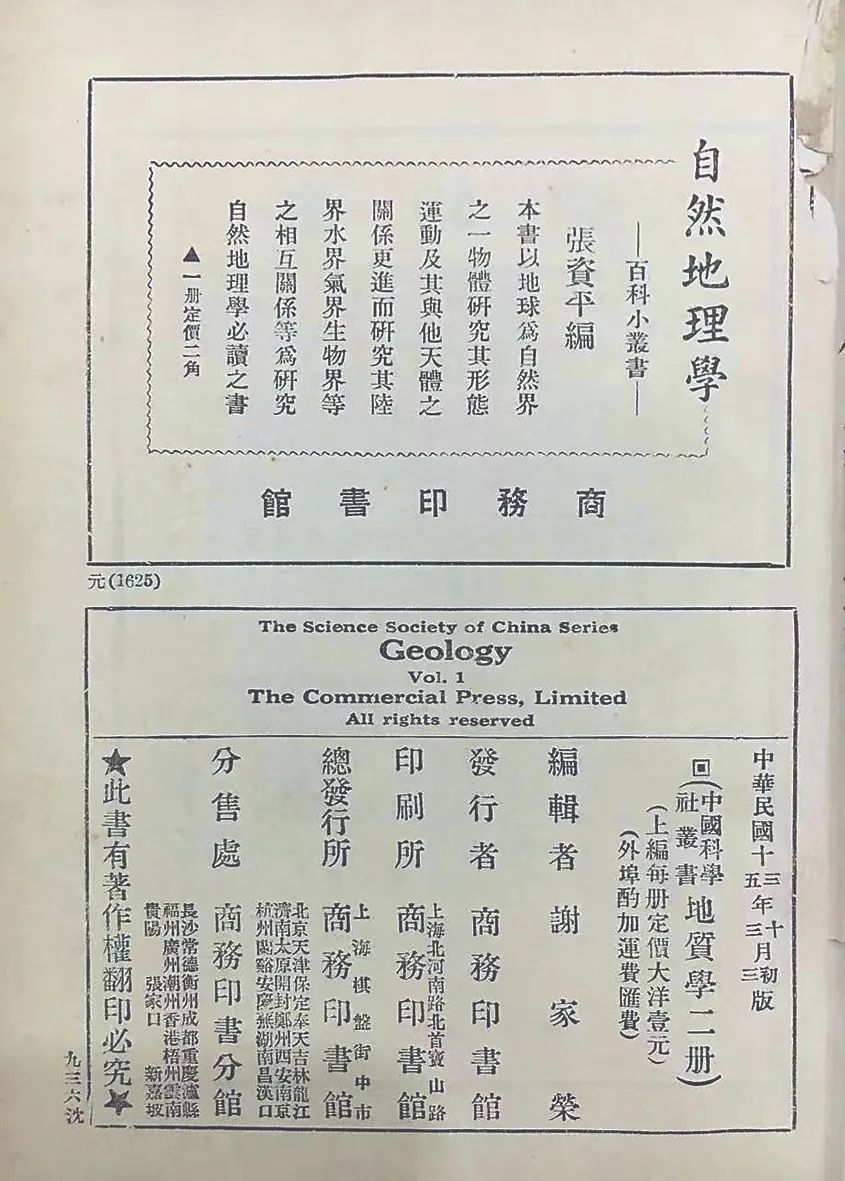 自然地理學
——百科小叢書——
張資平編
本書以地球爲自然界
之一物體研究其形態
運動及其與他天體之
關係更進而研究其陸
界水界氣界生物界等
之相互關係等爲研究
自然地理學必讀之書
▲一册定價二角
商務印書館
元(1625)
The Science Society of China Series
Geology
Vol. 1
The Commercial Press, Limited
All rights reserved
中華民國十三年十月初版
五年三月三版
(中國科學社叢書地質學二册)
(上編每册定價大洋壹元)
(外埠酌加運費匯費)
編輯者 謝家榮
發行者 商務印書館
上海北河南路北首寶山路
印刷所 商務印書館
上海棋盤街中市
總發行所 商務印書館
北京天津保定奉天吉林龍江
濟南太原開封鄭州西安南京
杭州蘭谿安慶蕪湖南昌漢口
分售處 商務印書分館
長沙常德衡州成都重慶瀘縣
福州廣州潮州香港梧州雲南
貴陽 張家口 新嘉坡
★此書有著作權翻印必究★
九三六沈